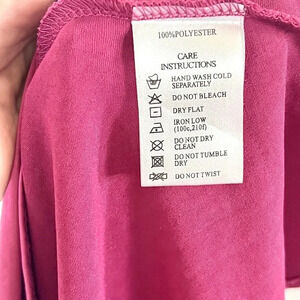 100%POLYESTER
CARE
INSTRUCTIONS
HAND WASH COLD
SEPARATELY
DO NOT BLEACH
DRY FLAT
IRON LOW
(100c,210f)
DO NOT DRY
CLEAN
DO NOT TUMBLE
DRY
DO NOT TWIST